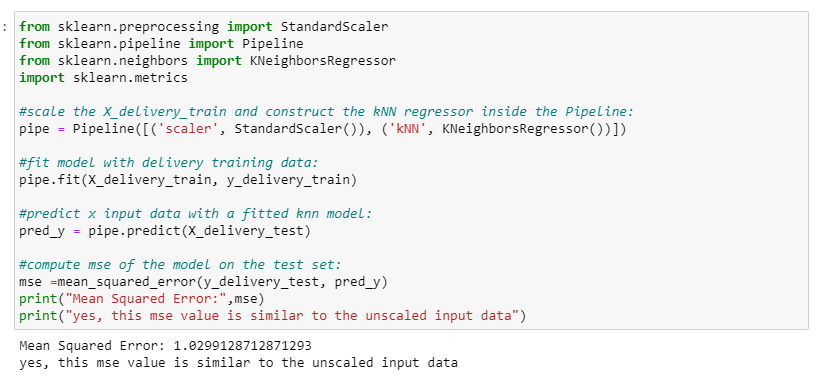 : from sklearn.preprocessing import StandardScaler
from sklearn.pipeline import Pipeline
from sklearn.neighbors import KNeighborsRegressor
import sklearn.metrics
#scale the X_delivery_train and construct the kNN regressor inside the Pipeline:
pipe = Pipeline([('scaler', StandardScaler()), ('kNN', KNeighborsRegressor())])
#fit model with delivery training data:
pipe.fit(X_delivery_train, y_delivery_train)
#predict x input data with a fitted knn model:
pred_y = pipe.predict(X_delivery_test)
#compute mse of the model on the test set:
mse =mean_squared_error(y_delivery_test, pred_y)
print("Mean Squared Error:",mse)
print("yes, this mse value is similar to the unscaled input data")
Mean Squared Error: 1.0299128712871293
yes, this mse value is similar to the unscaled input data